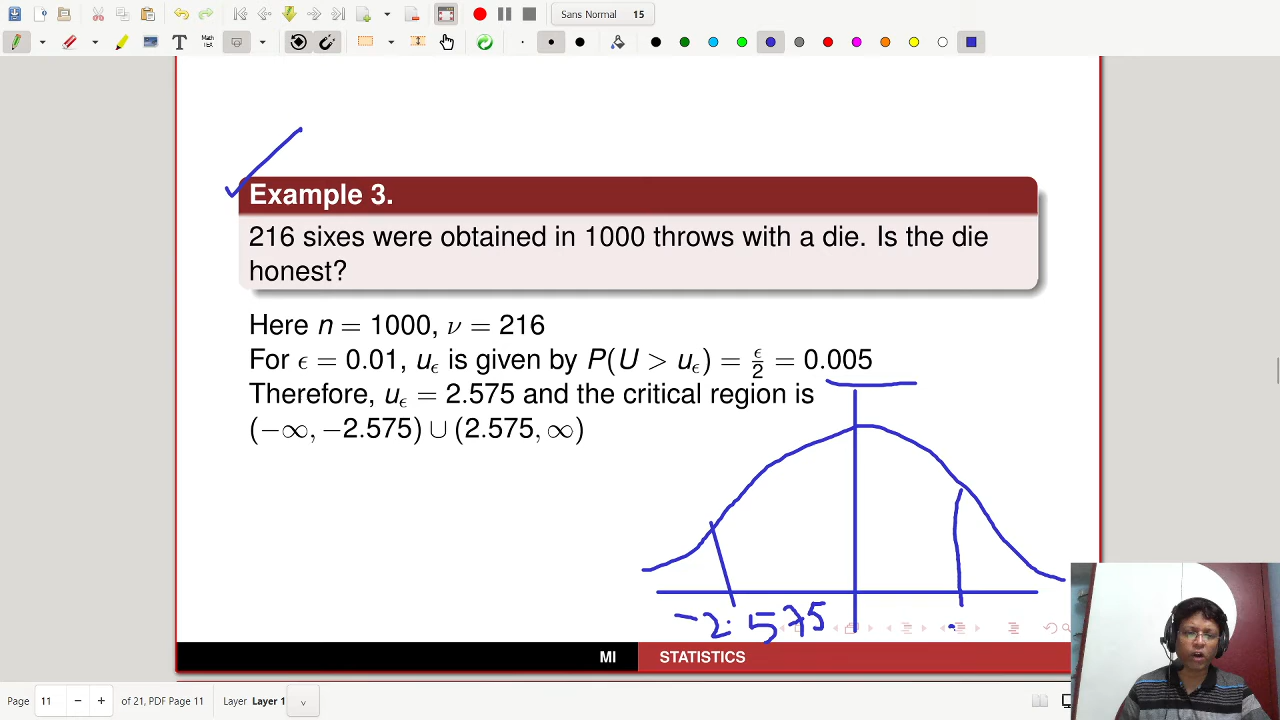 Sans Normal 15
Example 3.
216 sixes were obtained in 1000 throws with a die. Is the die
honest?
Here n = 1000, ν = 216
For ϵ = 0.01, uϵ is given by P(U > uϵ) = ϵ/2 = 0.005
Therefore, uϵ = 2.575 and the critical region is
(−∞, −2.575) ∪ (2.575, ∞)
-2.575
MI STATISTICS
Page 11 − + of 21, PDF Page 11 Layer Layer 1